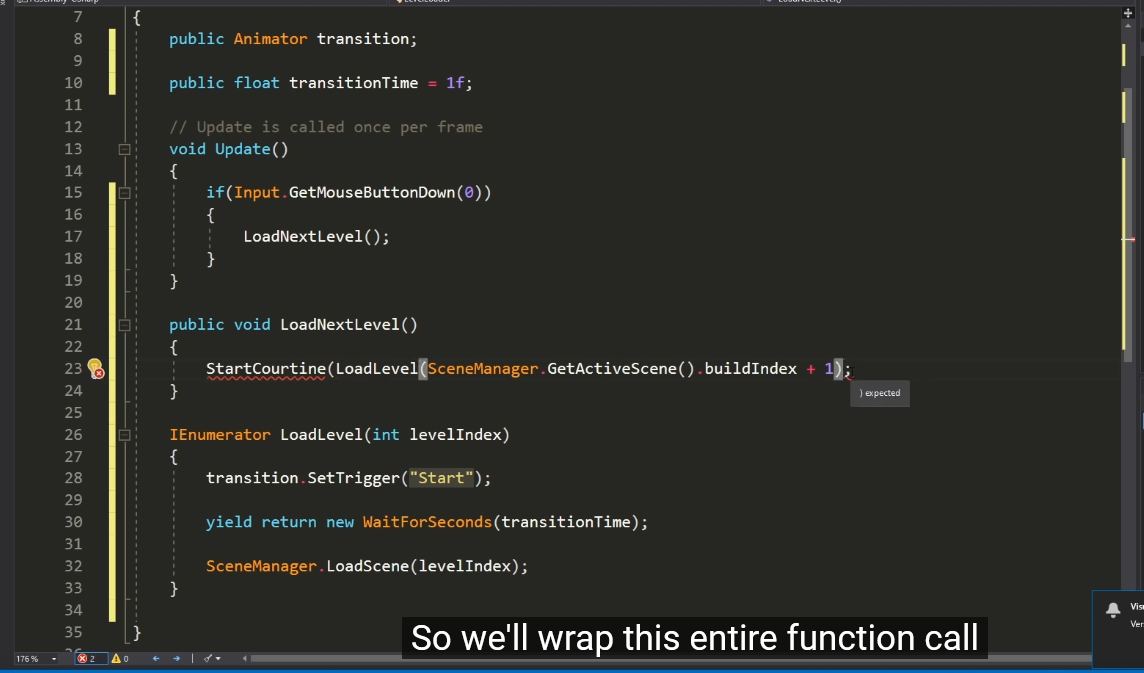 7 {
8 public Animator transition;
9
10 public float transitionTime = 1f;
11
12 // Update is called once per frame
13 void Update()
14 {
15 if(Input.GetMouseButtonDown(0))
16 {
17 LoadNextLevel();
18 }
19 }
20
21 public void LoadNextLevel()
22 {
23 StartCourtine(LoadLevel(SceneManager.GetActiveScene().buildIndex + 1);
24 }
) expected
25
26 IEnumerator LoadLevel(int levelIndex)
27 {
28 transition.SetTrigger("Start");
29
30 yield return new WaitForSeconds(transitionTime);
31
32 SceneManager.LoadScene(levelIndex);
33 }
34
35 }
So we'll wrap this entire function call
176 % 2 0